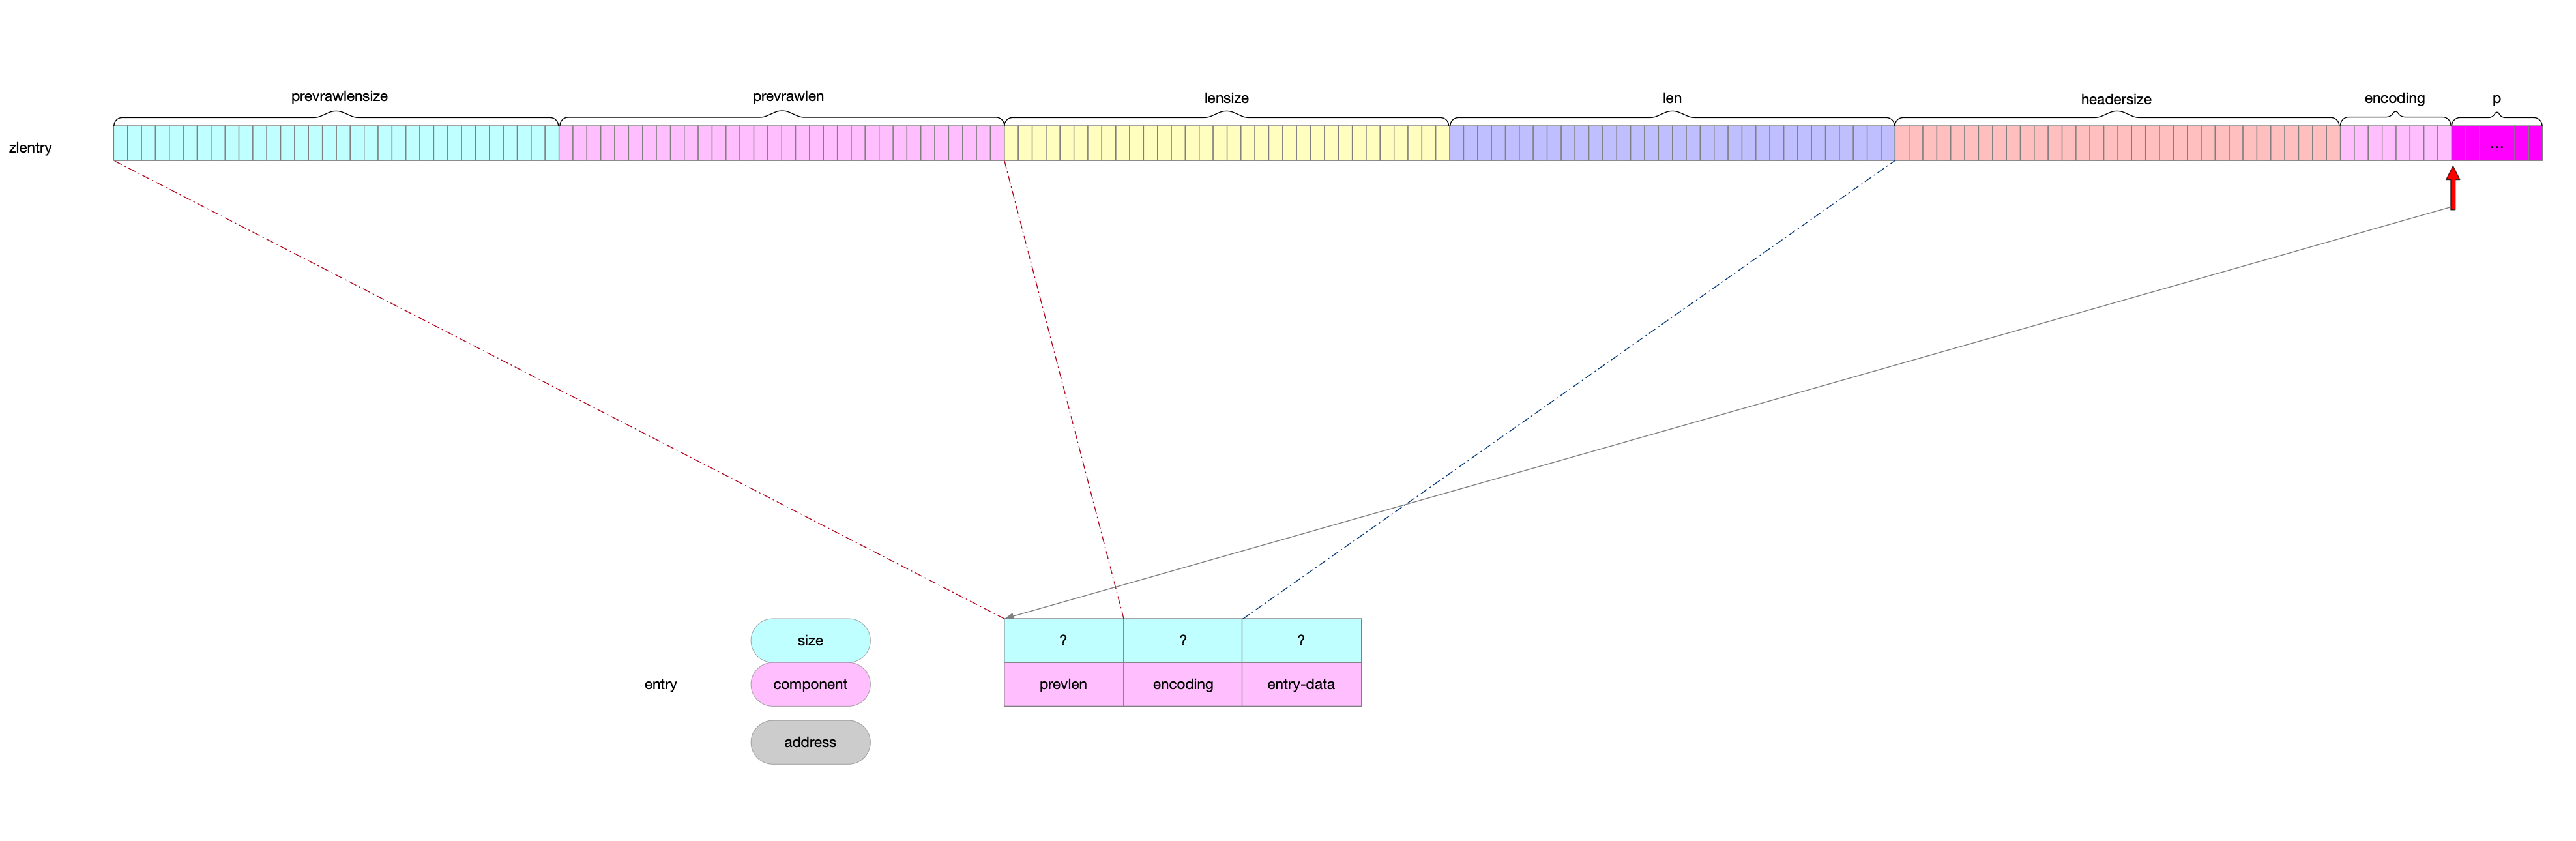 prevrawlensize prevrawlen lensize len headersize encoding p
zlentry ...
size ? ? ?
entry component prevlen encoding entry-data
address